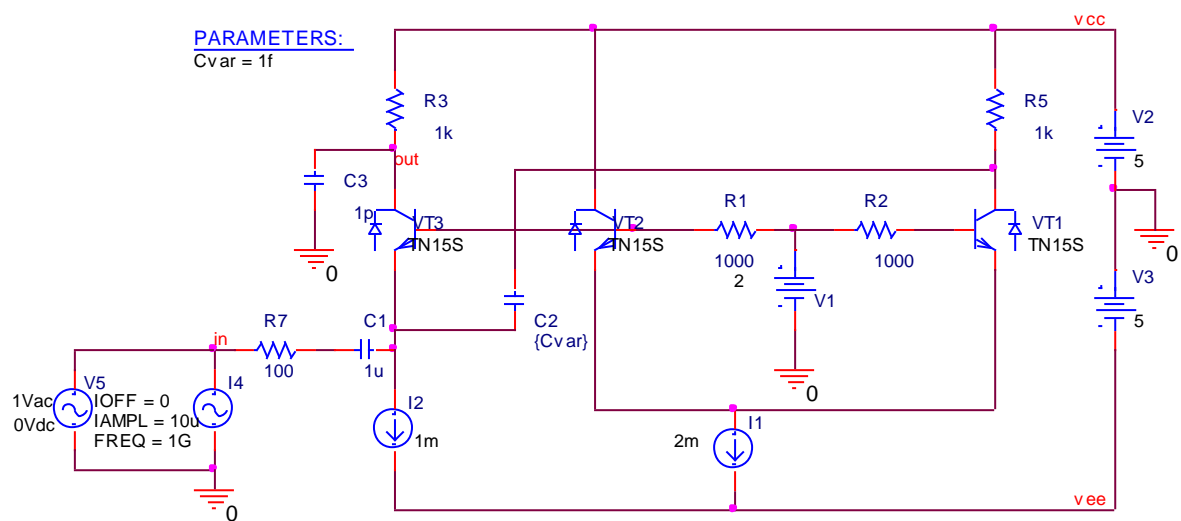 PARAMETERS:
Cvar = 1f
vcc
R3
1k
R5
1k
V2
5
out
C3
1p
VT3
TN15S
VT2
TN15S
R1
1000
2
V1
R2
1000
VT1
TN15S
0
0
0
V3
5
C2
{Cvar}
in
R7
100
C1
1u
V5
1Vac
0Vdc
I4
IOFF = 0
IAMPL = 10u
FREQ = 1G
I2
1m
I1
2m
0
vee